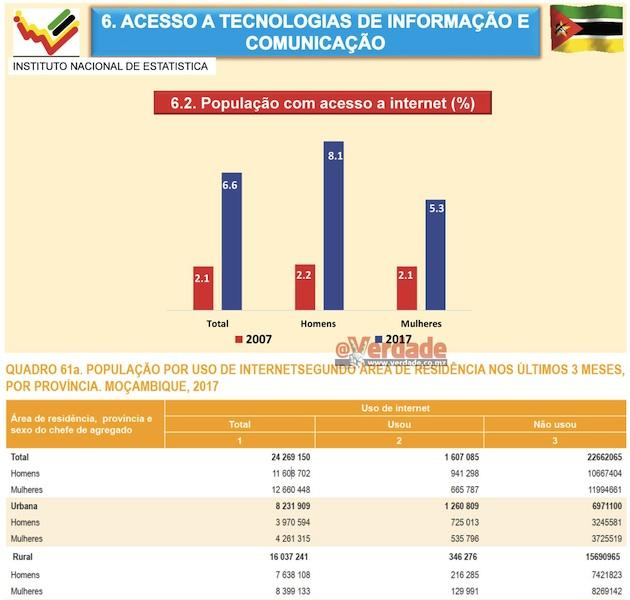 6. ACESSO A TECNOLOGIAS DE INFORMAÇÃO E
COMUNICAÇÃO
INSTITUTO NACIONAL DE ESTATISTICA
6.2. População com acesso a internet (%)
2.1
6.6
2.2
8.1
2.1
5.3
Total Homens Mulheres
2007 2017
@Verdade
www.verdade.co.mz
QUADRO 61a. POPULAÇÃO POR USO DE INTERNETSEGUNDO ÁREA DE RESIDÊNCIA NOS ÚLTIMOS 3 MESES,
POR PROVÍNCIA. MOÇAMBIQUE, 2017
Área de residência, província e
sexo do chefe de agregado
Uso de internet
Total Usou Não usou
1 2 3
Total 24 269 150 1 607 085 22662065
Homens 11 608 702 941 298 10667404
Mulheres 12 660 448 665 787 11994661
Urbana 8 231 909 1 260 809 6971100
Homens 3 970 594 725 013 3245581
Mulheres 4 261 315 535 796 3725519
Rural 16 037 241 346 276 15690965
Homens 7 638 108 216 285 7421823
Mulheres 8 399 133 129 991 8269142